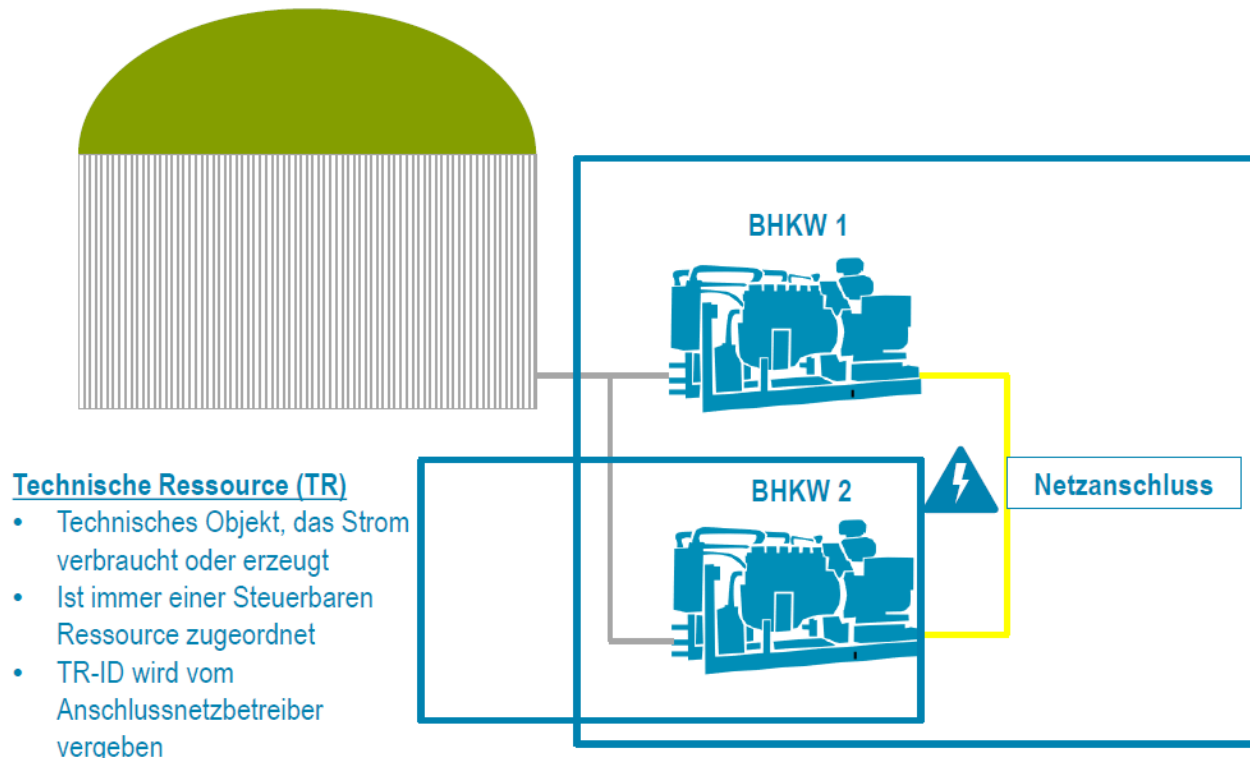 BHKW 1
BHKW 2
Netzanschluss
Technische Ressource (TR)
• Technisches Objekt, das Strom
verbraucht oder erzeugt
• Ist immer einer Steuerbaren
Ressource zugeordnet
• TR-ID wird vom
Anschlussnetzbetreiber
vergeben